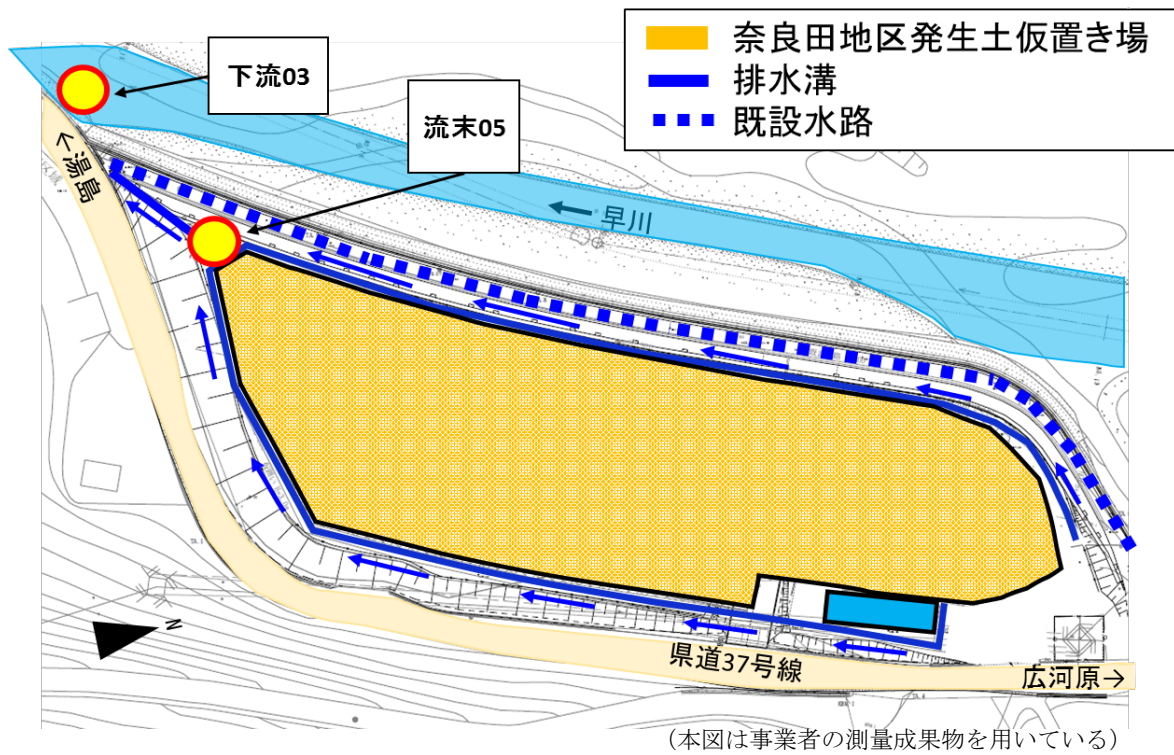 奈良田地区発生土仮置き場
排水溝
既設水路
下流03
流末05
←湯島
←早川
県道37号線
広河原→
N
(本図は事業者の測量成果物を用いている)